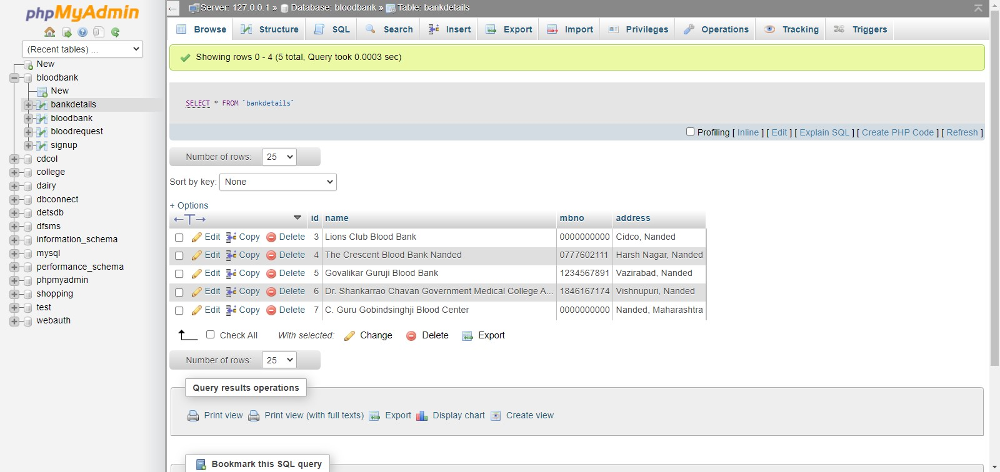 phpMyAdmin
(Recent tables) ...
New
bloodbank
New
bankdetails
bloodbank
bloodrequest
signup
cdcol
college
dairy
dbconnect
detsdb
dfsms
information_schema
mysql
performance_schema
phpmyadmin
shopping
test
webauth
Server: 127.0.0.1 » Database: bloodbank » Table: bankdetails
Browse Structure SQL Search Insert Export Import Privileges Operations Tracking Triggers
Showing rows 0 - 4 (5 total, Query took 0.0003 sec)
SELECT * FROM `bankdetails`
Profiling [ Inline ] [ Edit ] [ Explain SQL ] [ Create PHP Code ] [ Refresh ]
Number of rows: 25
Sort by key: None
+ Options
←T→ id name mbno address
Edit Copy Delete 3 Lions Club Blood Bank 0000000000 Cidco, Nanded
Edit Copy Delete 4 The Crescent Blood Bank Nanded 0777602111 Harsh Nagar, Nanded
Edit Copy Delete 5 Govalikar Guruji Blood Bank 1234567891 Vazirabad, Nanded
Edit Copy Delete 6 Dr. Shankarrao Chavan Government Medical College A... 1846167174 Vishnupuri, Nanded
Edit Copy Delete 7 C. Guru Gobindsinghji Blood Center 0000000000 Nanded, Maharashtra
Check All With selected: Change Delete Export
Number of rows: 25
Query results operations
Print view Print view (with full texts) Export Display chart Create view
Bookmark this SQL query